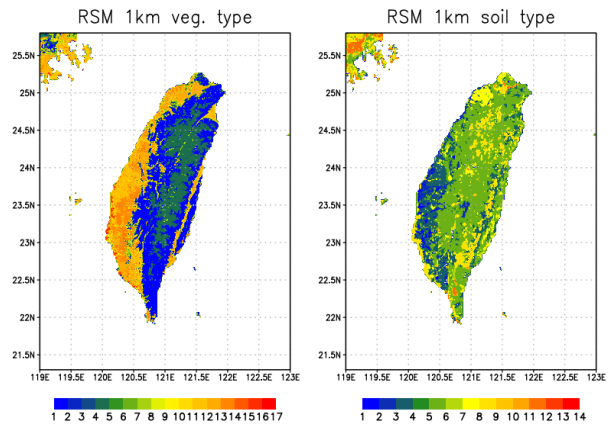 RSM 1km veg. type
25.5N
25N
24.5N
24N
23.5N
23N
22.5N
22N
21.5N
119E 119.5E 120E 120.5E 121E 121.5E 122E 122.5E 123E
1 2 3 4 5 6 7 8 9 10 11 12 13 14 15 16 17
RSM 1km soil type
25.5N
25N
24.5N
24N
23.5N
23N
22.5N
22N
21.5N
119E 119.5E 120E 120.5E 121E 121.5E 122E 122.5E 123E
1 2 3 4 5 6 7 8 9 10 11 12 13 14